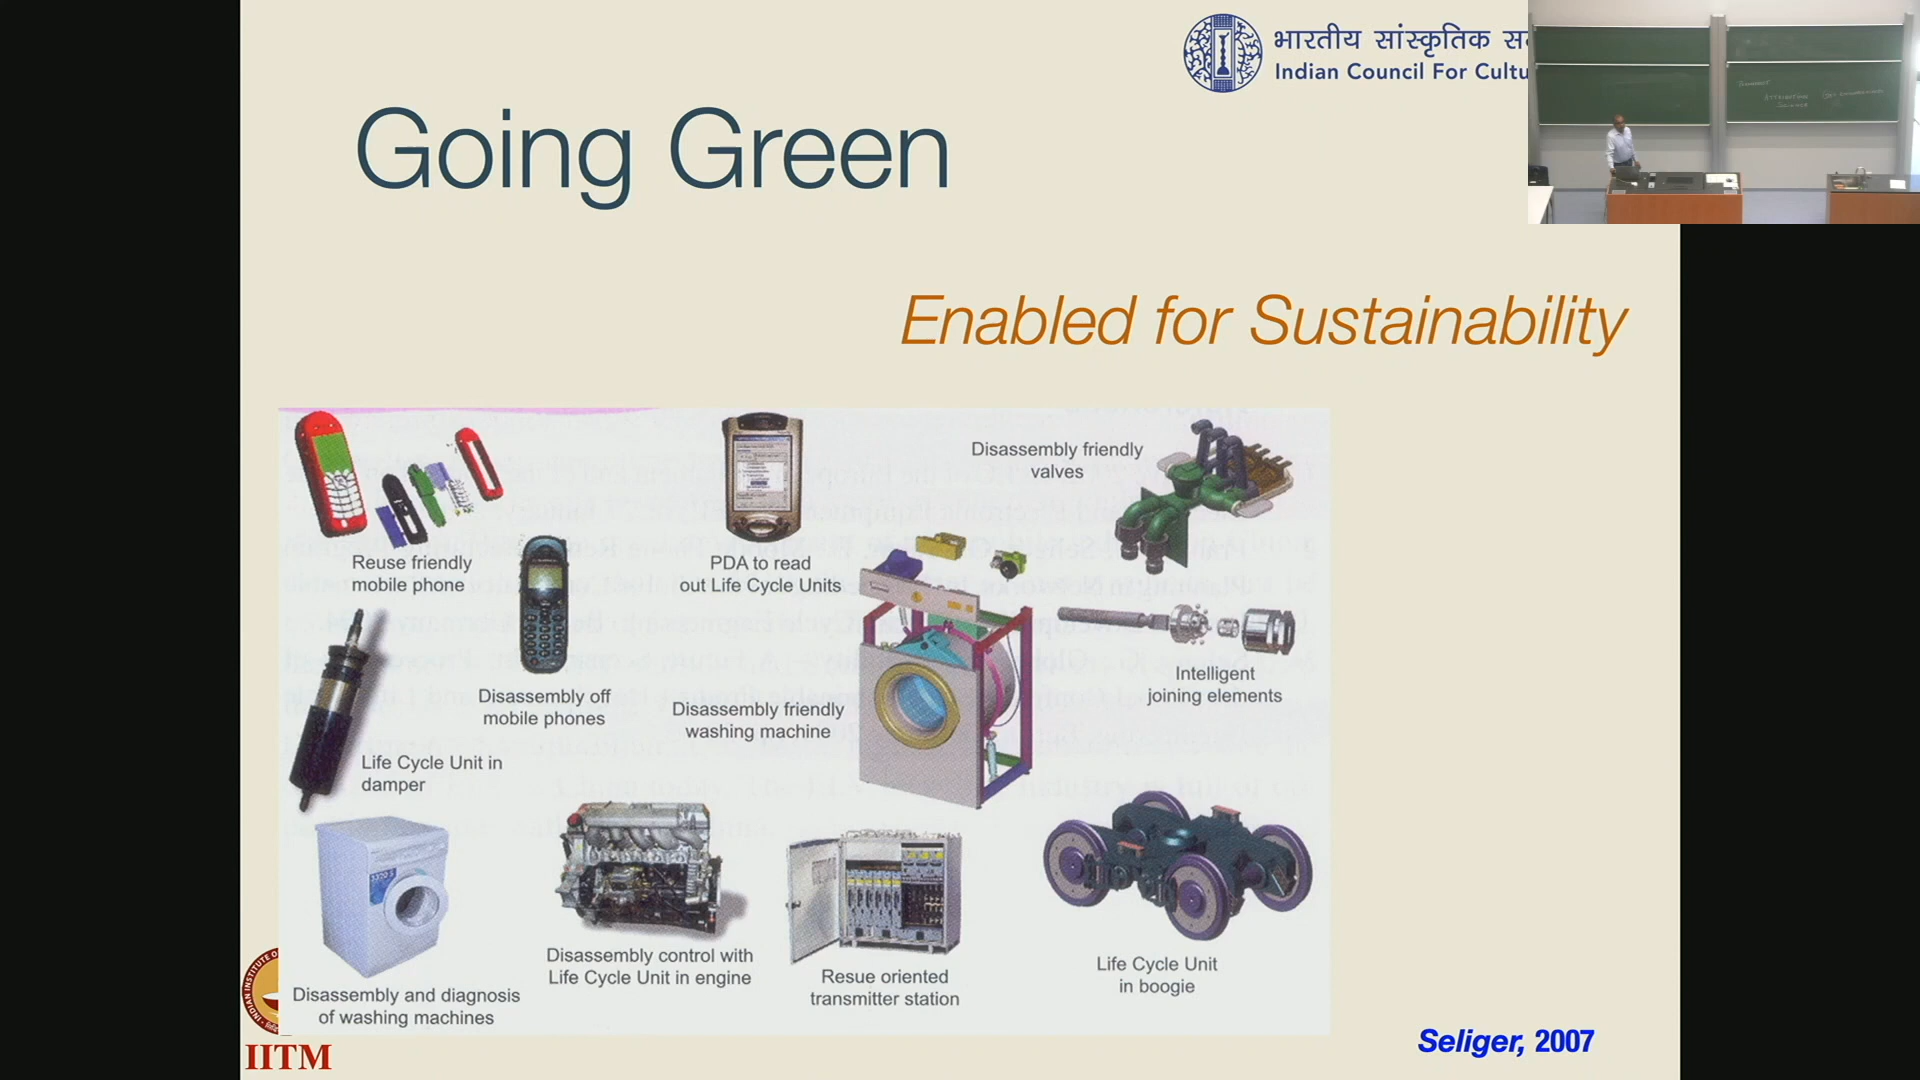 भारतीय सांस्कृतिक
Indian Council For
Going Green
Enabled for Sustainability
Disassembly friendly
valves
Reuse friendly
mobile phone
PDA to read
out Life Cycle Units
Disassembly off
mobile phones
Disassembly friendly
washing machine
Intelligent
joining elements
Life Cycle Unit in
damper
Disassembly control with
Life Cycle Unit in engine
Resue oriented
transmitter station
Life Cycle Unit
in boogie
Disassembly and diagnosis
of washing machines
IITM
Seliger, 2007